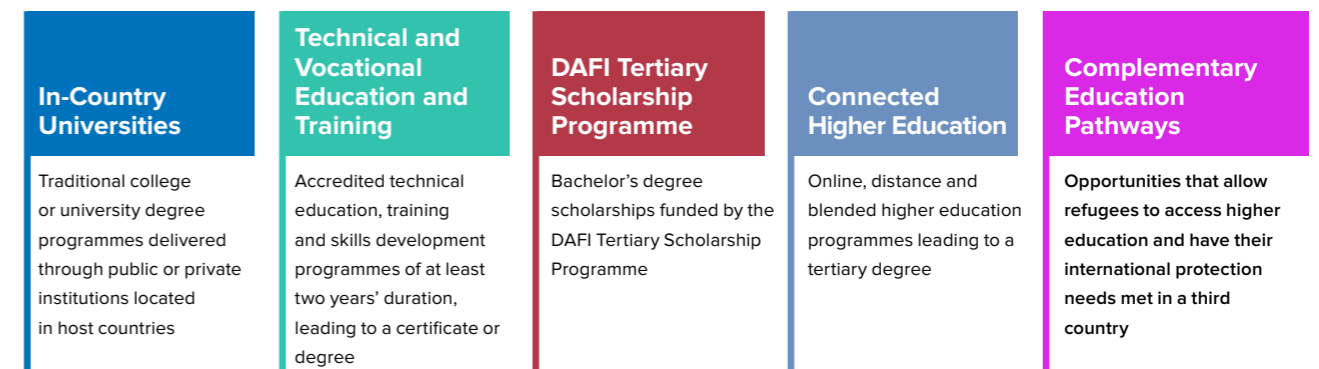 In-Country
Universities
Traditional college
or university degree
programmes delivered
through public or private
institutions located
in host countries
Technical and
Vocational
Education and
Training
Accredited technical
education, training
and skills development
programmes of at least
two years’ duration,
leading to a certificate or
degree
DAFI Tertiary
Scholarship
Programme
Bachelor’s degree
scholarships funded by the
DAFI Tertiary Scholarship
Programme
Connected
Higher Education
Online, distance and
blended higher education
programmes leading to a
tertiary degree
Complementary
Education
Pathways
Opportunities that allow
refugees to access higher
education and have their
international protection
needs met in a third
country